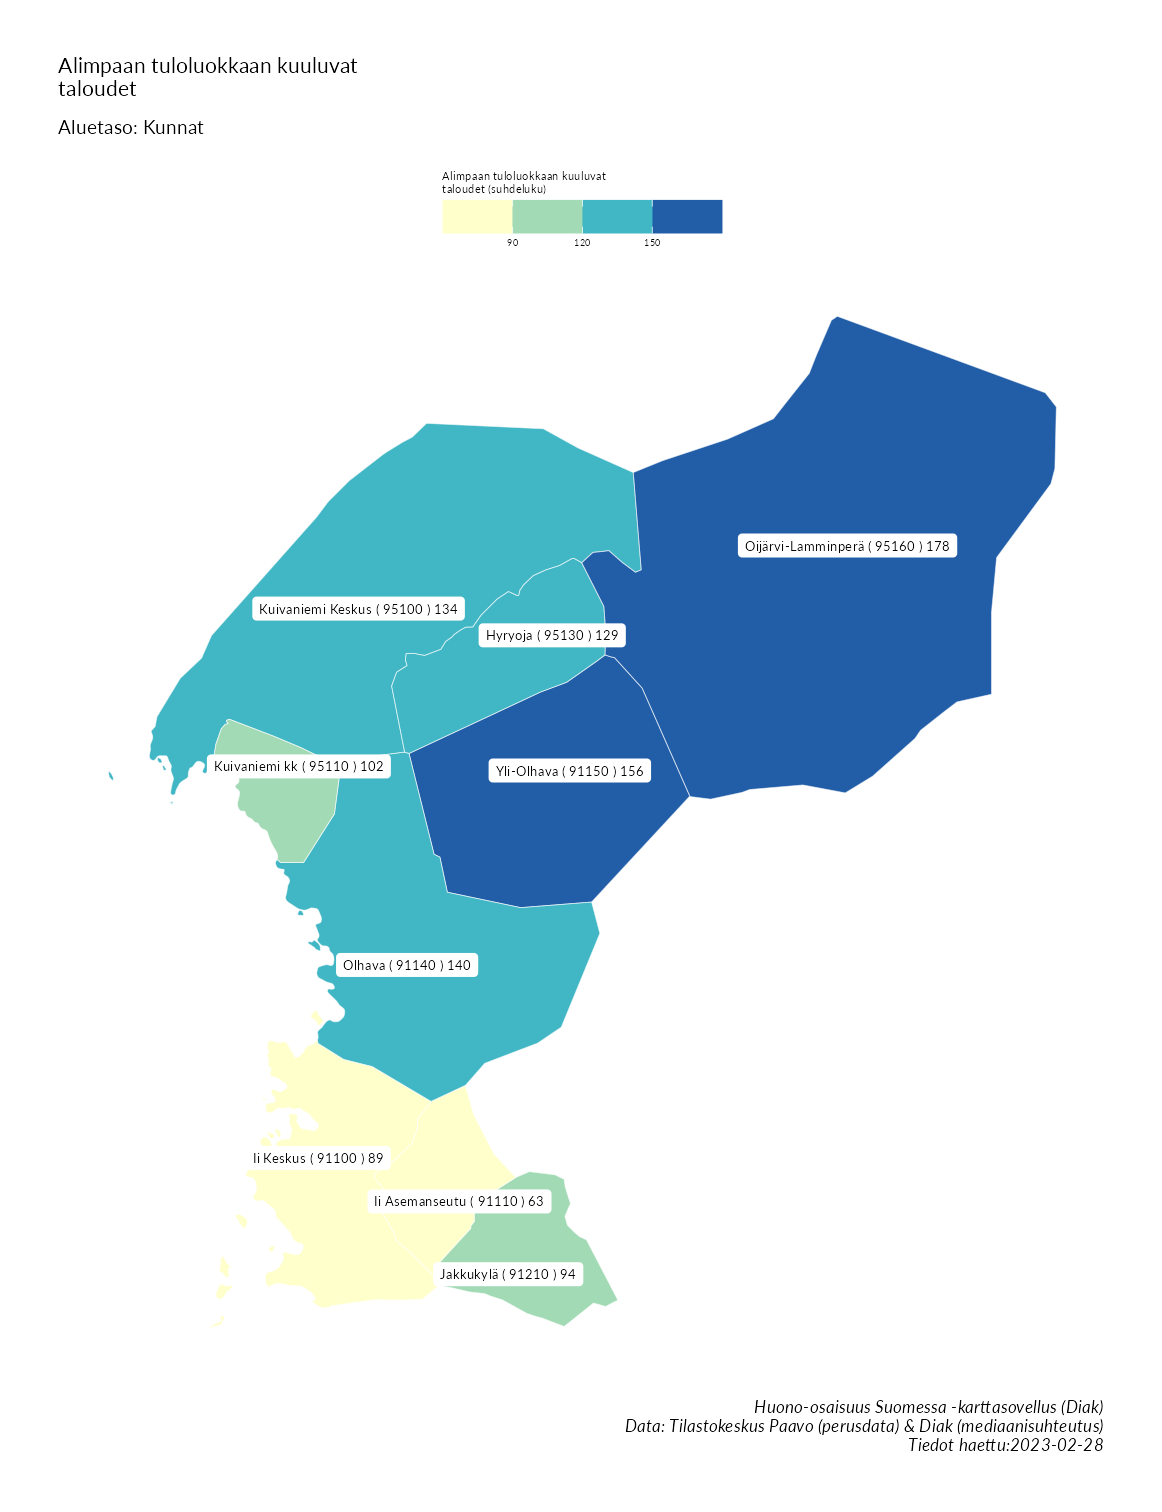 Alimpaan tuloluokkaan kuuluvat
taloudet
Aluetaso: Kunnat
Alimpaan tuloluokkaan kuuluvat
taloudet (suhdeluku)
90 120 150
Oijärvi-Lamminperä ( 95160 ) 178
Kuivaniemi Keskus ( 95100 ) 134
Hyryoja ( 95130 ) 129
Kuivaniemi kk ( 95110 ) 102
Yli-Olhava ( 91150 ) 156
Olhava ( 91140 ) 140
Ii Keskus ( 91100 ) 89
Ii Asemanseutu ( 91110 ) 63
Jakkukylä ( 91210 ) 94
Huono-osaisuus Suomessa -karttasovellus (Diak)
Data: Tilastokeskus Paavo (perusdata) & Diak (mediaanisuhteutus)
Tiedot haettu:2023-02-28